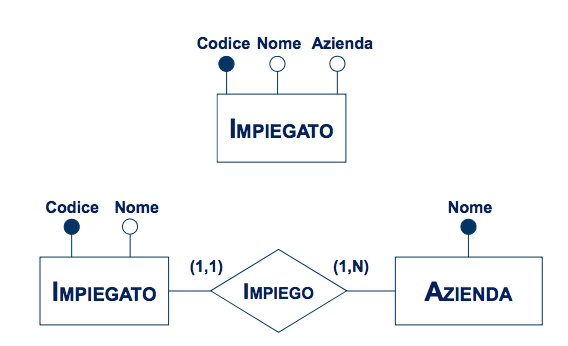 Codice Nome Azienda
IMPIEGATO
Codice Nome Nome
IMPIEGATO (1,1) IMPIEGO (1,N) AZIENDA